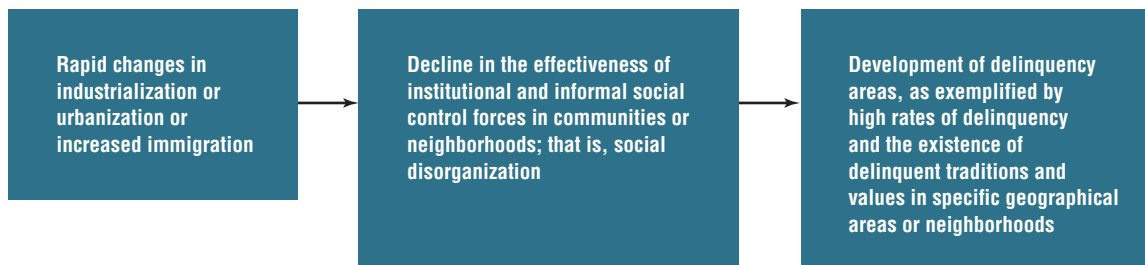 Rapid changes in
industrialization or
urbanization or
increased immigration
Decline in the effectiveness of
institutional and informal social
control forces in communities or
neighborhoods; that is, social
disorganization
Development of delinquency
areas, as exemplified by
high rates of delinquency
and the existence of
delinquent traditions and
values in specific geographical
areas or neighborhoods